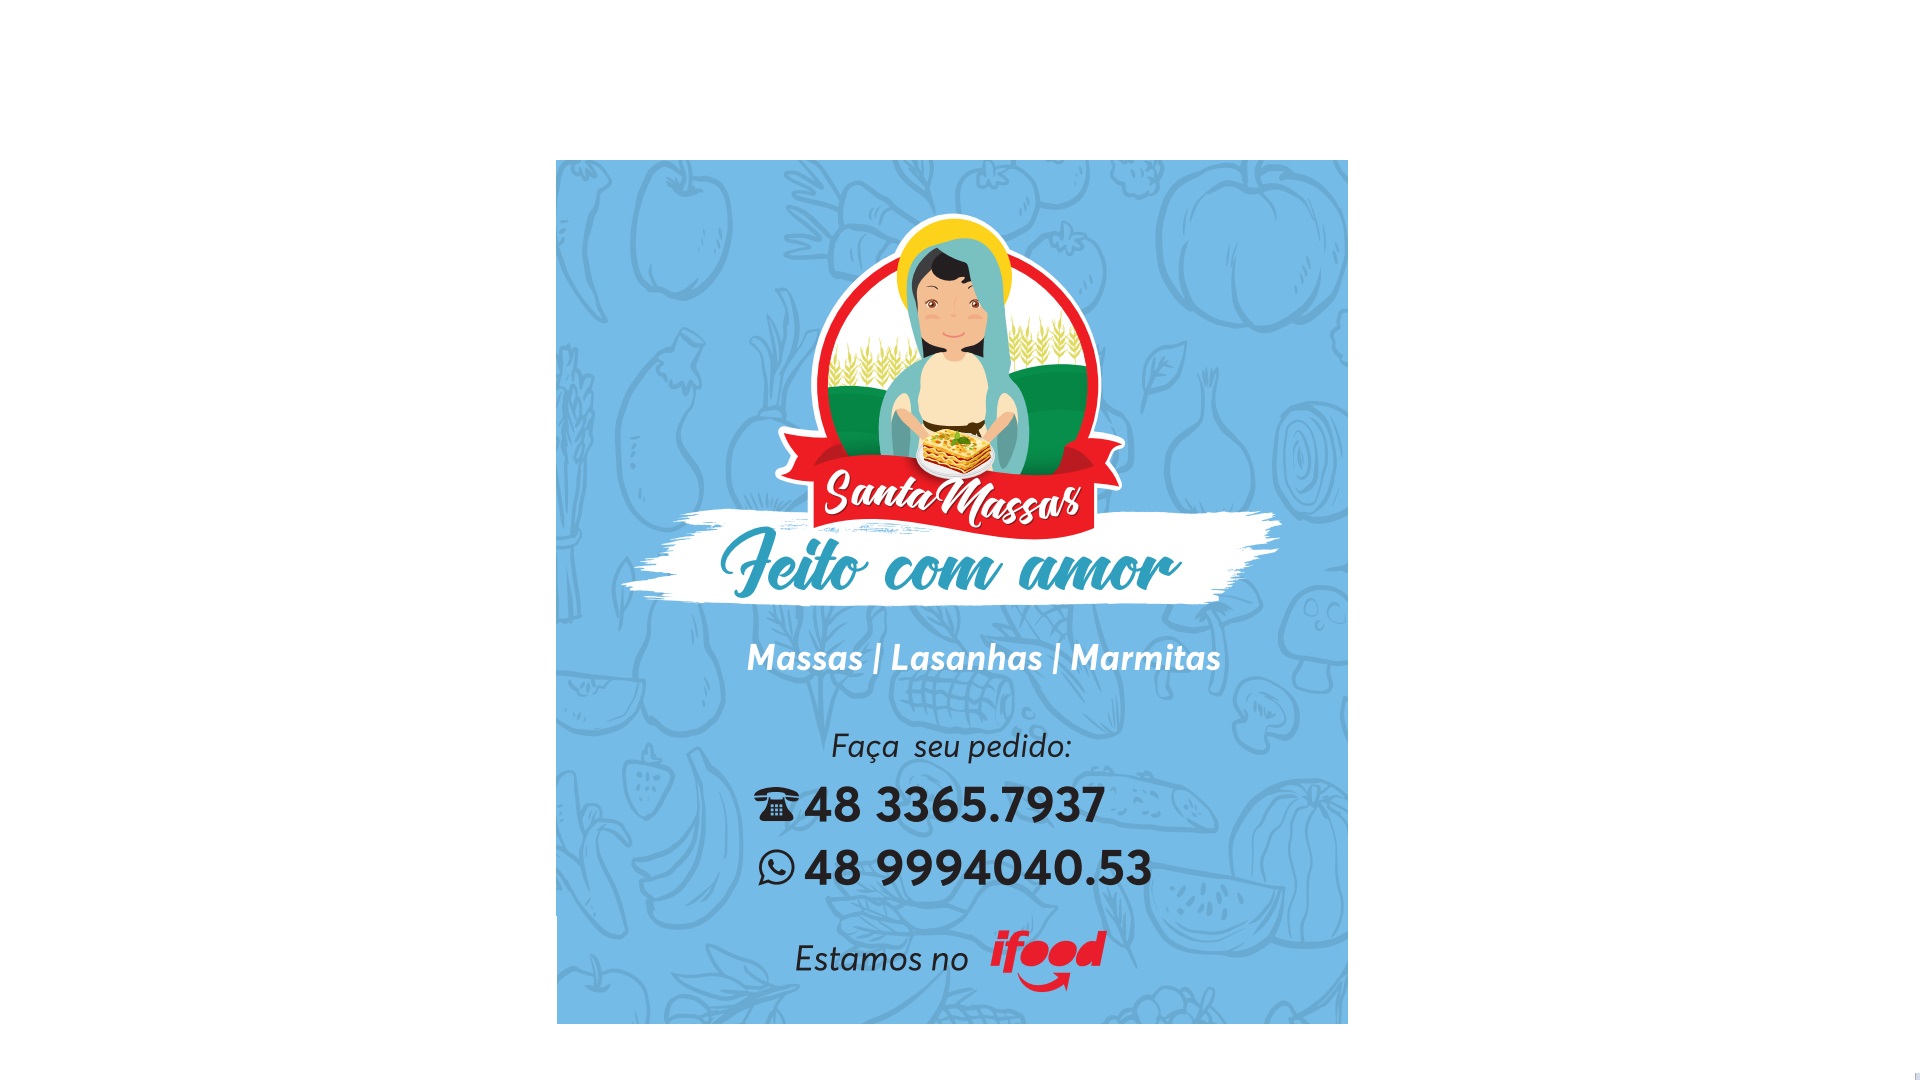 Santa Massas
Feito com amor
Massas | Lasanhas | Marmitas
Faça seu pedido:
48 3365.7937
48 9994040.53
Estamos no ifood